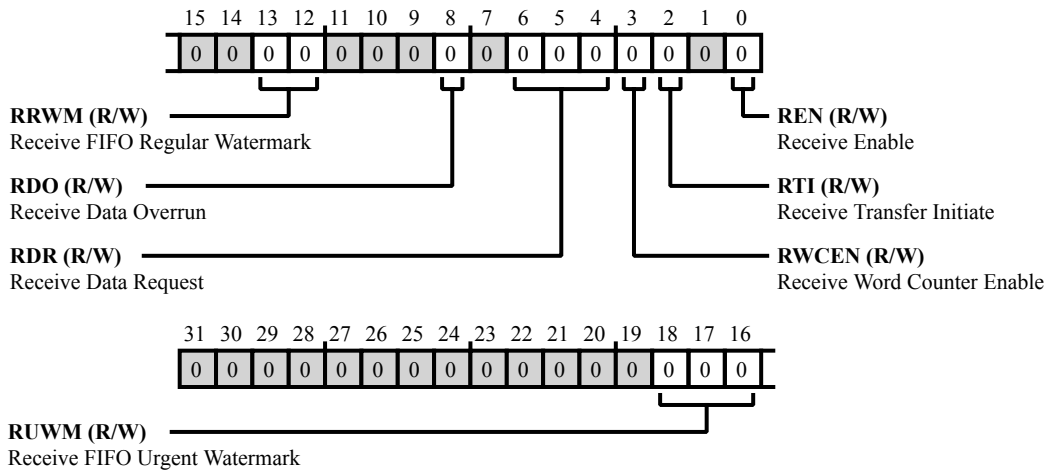 15 14 13 12 11 10 9 8 7 6 5 4 3 2 1 0
0 0 0 0 0 0 0 0 0 0 0 0 0 0 0 0
RRWM (R/W)
Receive FIFO Regular Watermark
REN (R/W)
Receive Enable
RDO (R/W)
Receive Data Overrun
RTI (R/W)
Receive Transfer Initiate
RDR (R/W)
Receive Data Request
RWCEN (R/W)
Receive Word Counter Enable
31 30 29 28 27 26 25 24 23 22 21 20 19 18 17 16
0 0 0 0 0 0 0 0 0 0 0 0 0 0 0 0
RUWM (R/W)
Receive FIFO Urgent Watermark